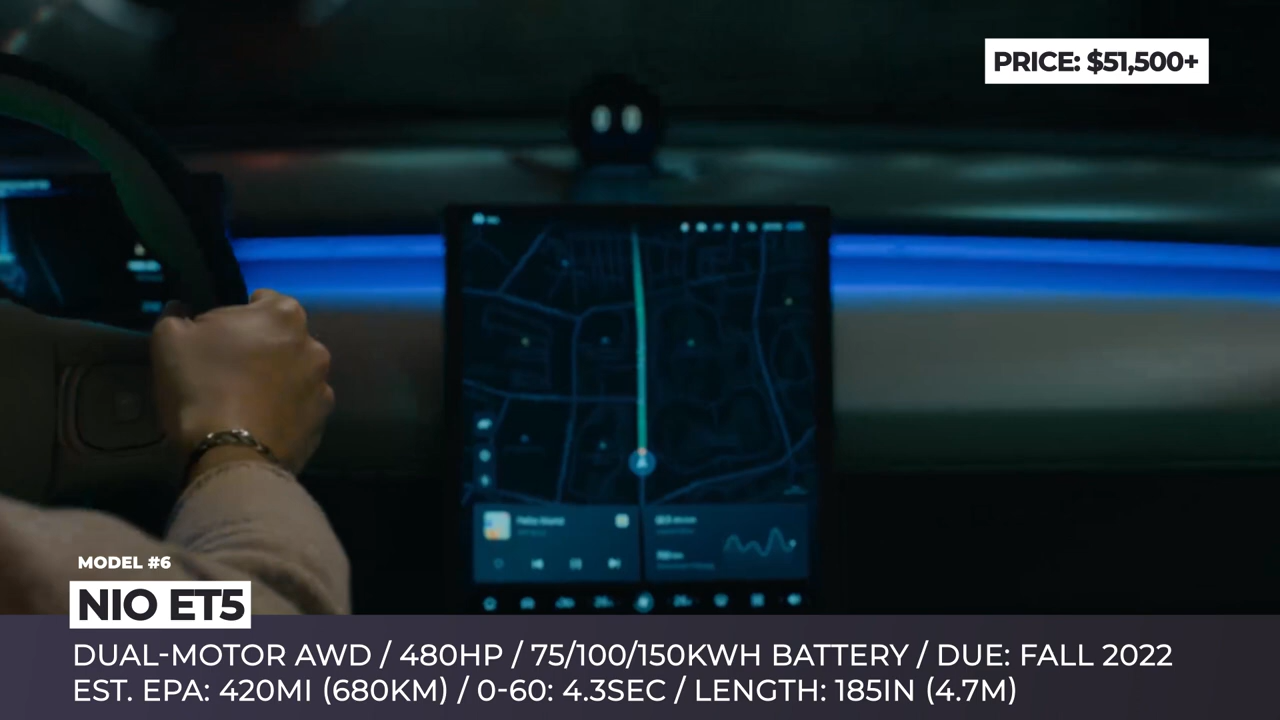 PRICE: $51,500+
MODEL #6
NIO ET5
DUAL-MOTOR AWD / 480HP / 75/100/150KWH BATTERY / DUE: FALL 2022
EST. EPA: 420MI (680KM) / 0-60: 4.3SEC / LENGTH: 185IN (4.7M)